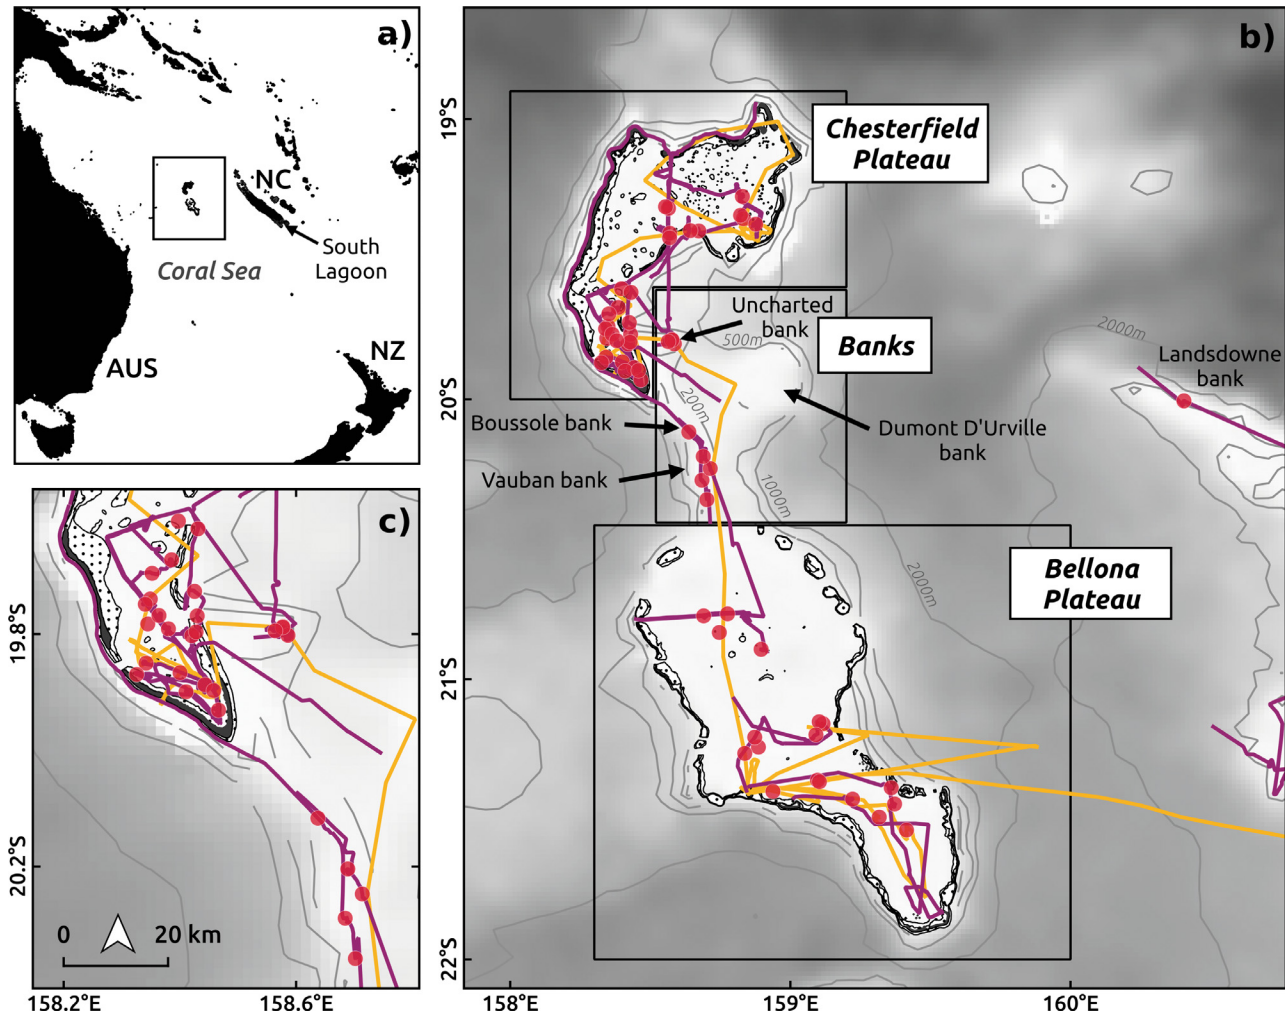 a)
NC
South
Lagoon
Coral Sea
AUS
NZ
b)
19°S
20°S
21°S
22°S
158°E
159°E
160°E
Chesterfield
Plateau
Uncharted
bank
500m
Banks
2000m
Landsdowne
bank
200m
Boussole bank
Dumont D'Urville
bank
Vauban bank
1000m
2000m
Bellona
Plateau
c)
19.8°S
20.2°S
0
20 km
158.2°E
158.6°E